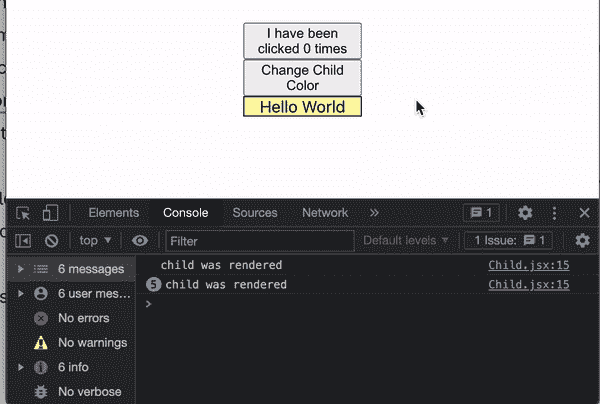 I have been
clicked 0 times
Change Child
Color
Hello World
Elements Console Sources Network » 1
top ▼ Filter Default levels ▼ 1 Issue: 1
6 messages
6 user mes...
No errors
No warnings
6 info
No verbose
child was rendered Child.jsx:15
5 child was rendered Child.jsx:15
>